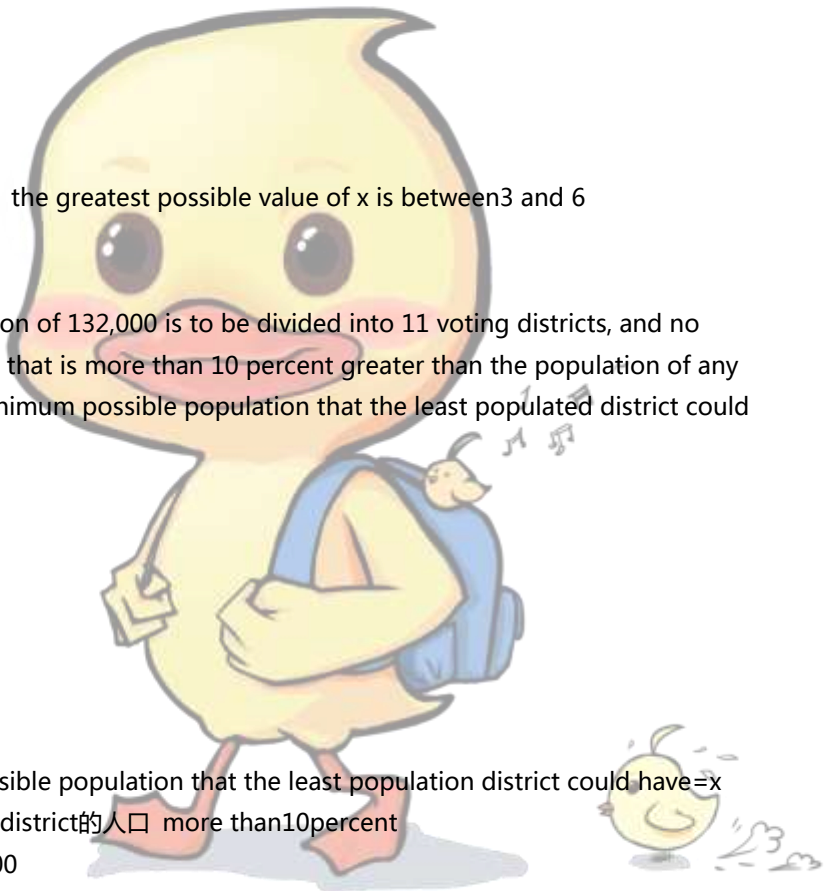 the greatest possible value of x is between3 and 6
on of 132,000 is to be divided into 11 voting districts, and no
that is more than 10 percent greater than the population of any
nimum possible population that the least populated district could
sible population that the least population district could have=x
district的人口 more than10percent
00